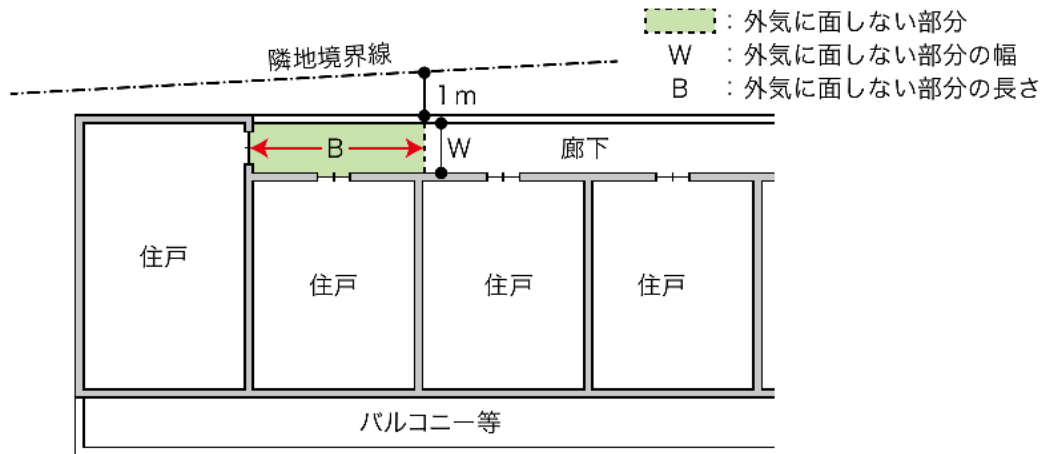 ：外気に面しない部分
W ：外気に面しない部分の幅
B ：外気に面しない部分の長さ
隣地境界線
1m
B
W
廊下
住戸
住戸
住戸
住戸
バルコニー等